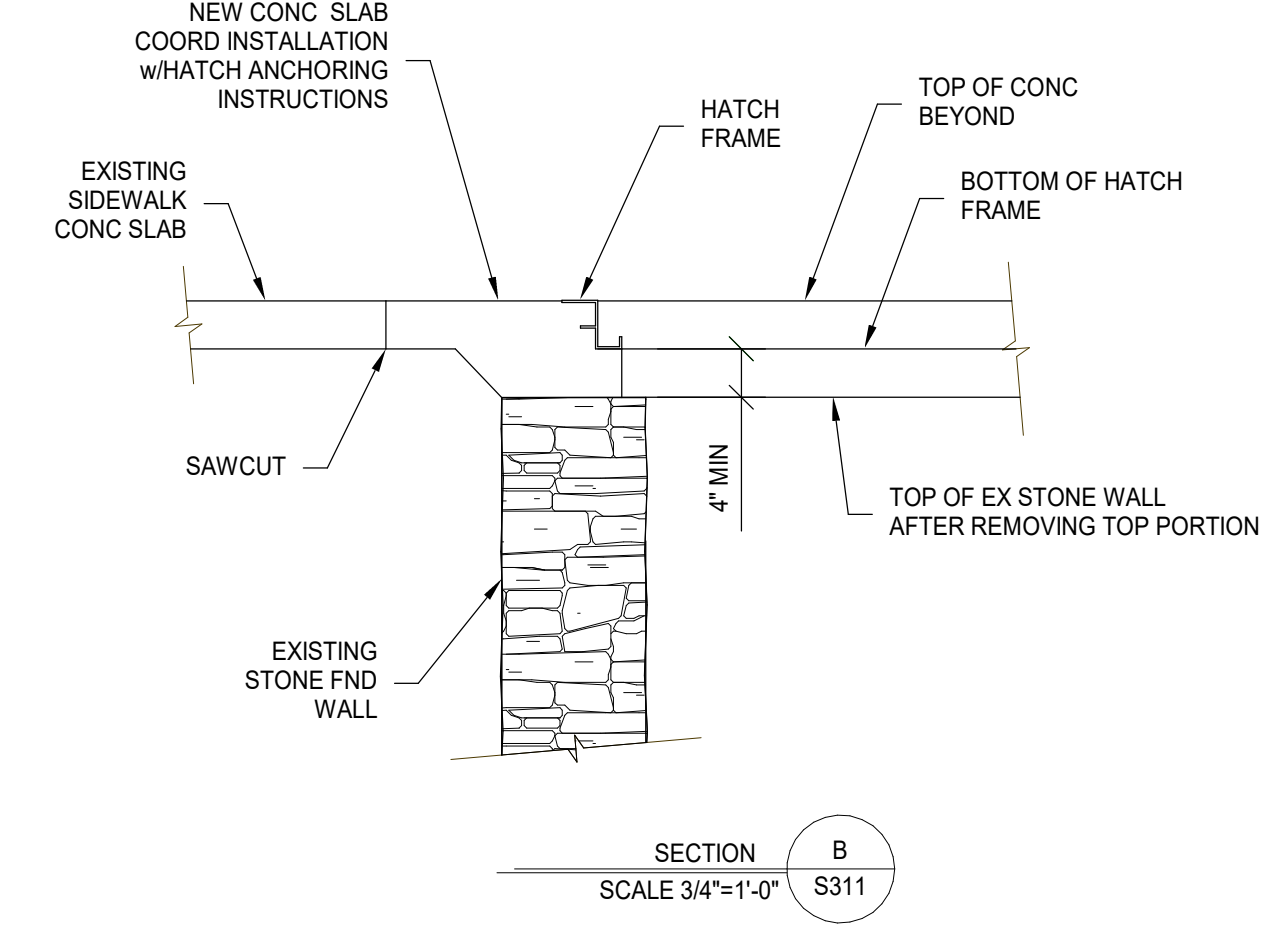 NEW CONC SLAB
COORD INSTALLATION
w/HATCH ANCHORING
INSTRUCTIONS
HATCH
FRAME
TOP OF CONC
BEYOND
EXISTING
SIDEWALK
CONC SLAB
BOTTOM OF HATCH
FRAME
SAWCUT
4" MIN
TOP OF EX STONE WALL
AFTER REMOVING TOP PORTION
EXISTING
STONE FND
WALL
SECTION
SCALE 3/4"=1'-0"
B
S311